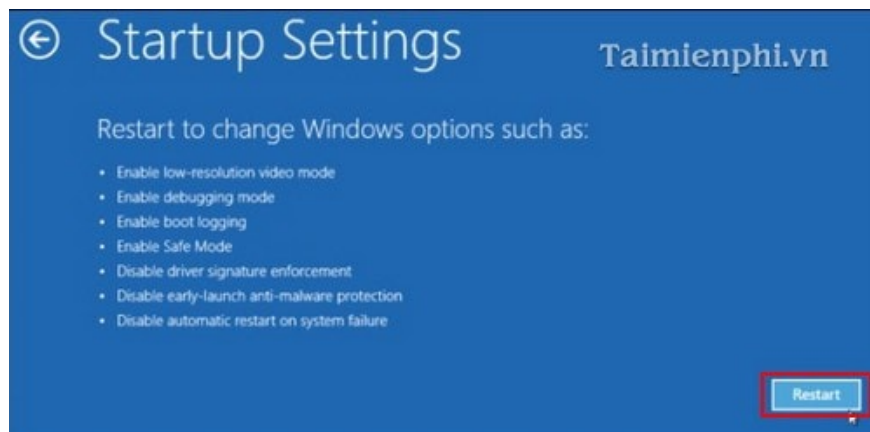 Startup Settings
Taimienphi.vn
Restart to change Windows options such as:
• Enable low-resolution video mode
• Enable debugging mode
• Enable boot logging
• Enable Safe Mode
• Disable driver signature enforcement
• Disable early-launch anti-malware protection
• Disable automatic restart on system failure
Restart